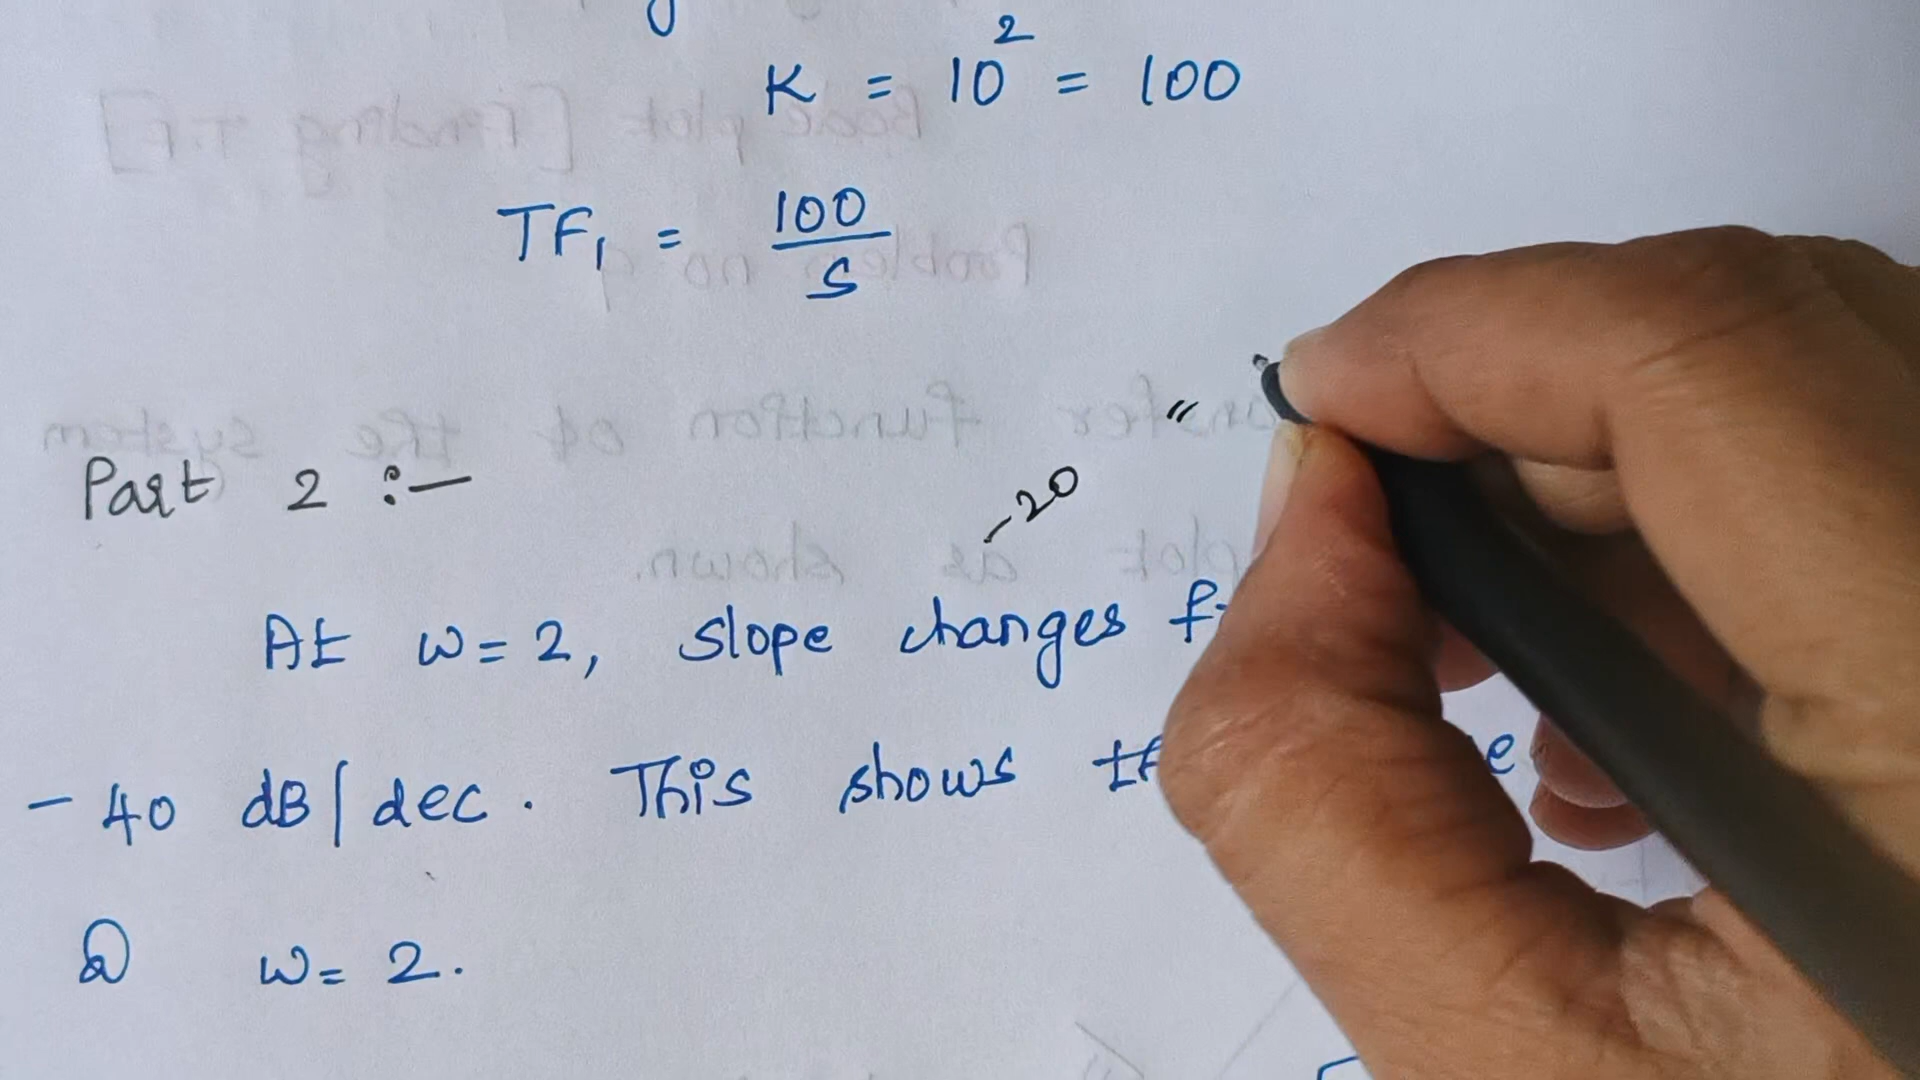 K = 10² = 100
TF₁ = 100/s
Part 2 :-
-20
At ω = 2, slope changes
- 40 dB/dec. This shows
@ ω = 2.